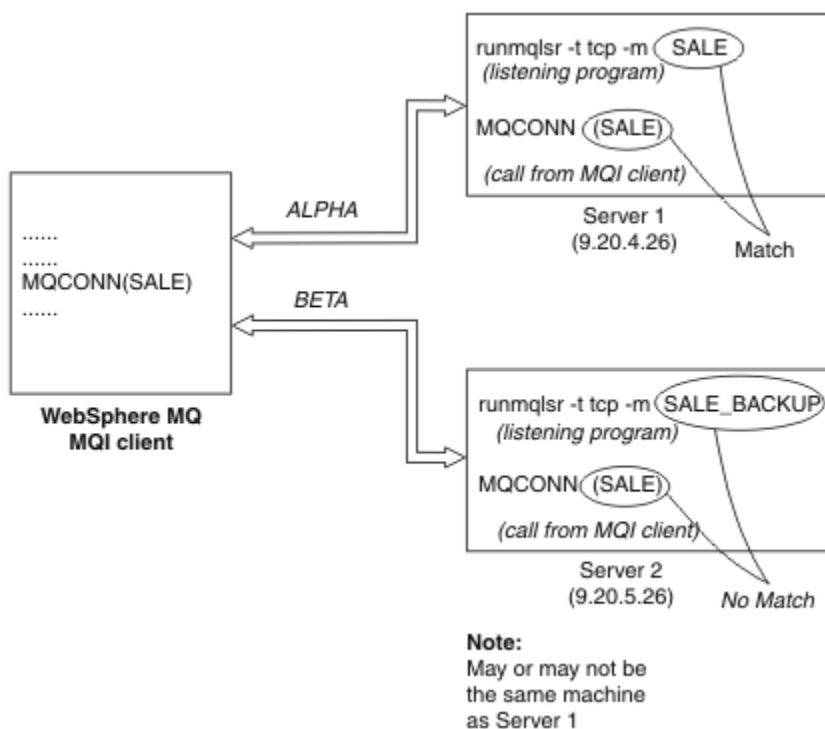 runmqlsr -t tcp -m SALE
(listening program)
MQCONN (SALE)
(call from MQI client)
Server 1
(9.20.4.26)
Match
ALPHA
......
......
MQCONN(SALE)
......
BETA
WebSphere MQ
MQI client
runmqlsr -t tcp -m SALE_BACKUP
(listening program)
MQCONN (SALE)
(call from MQI client)
Server 2
(9.20.5.26)
No Match
Note:
May or may not be
the same machine
as Server 1